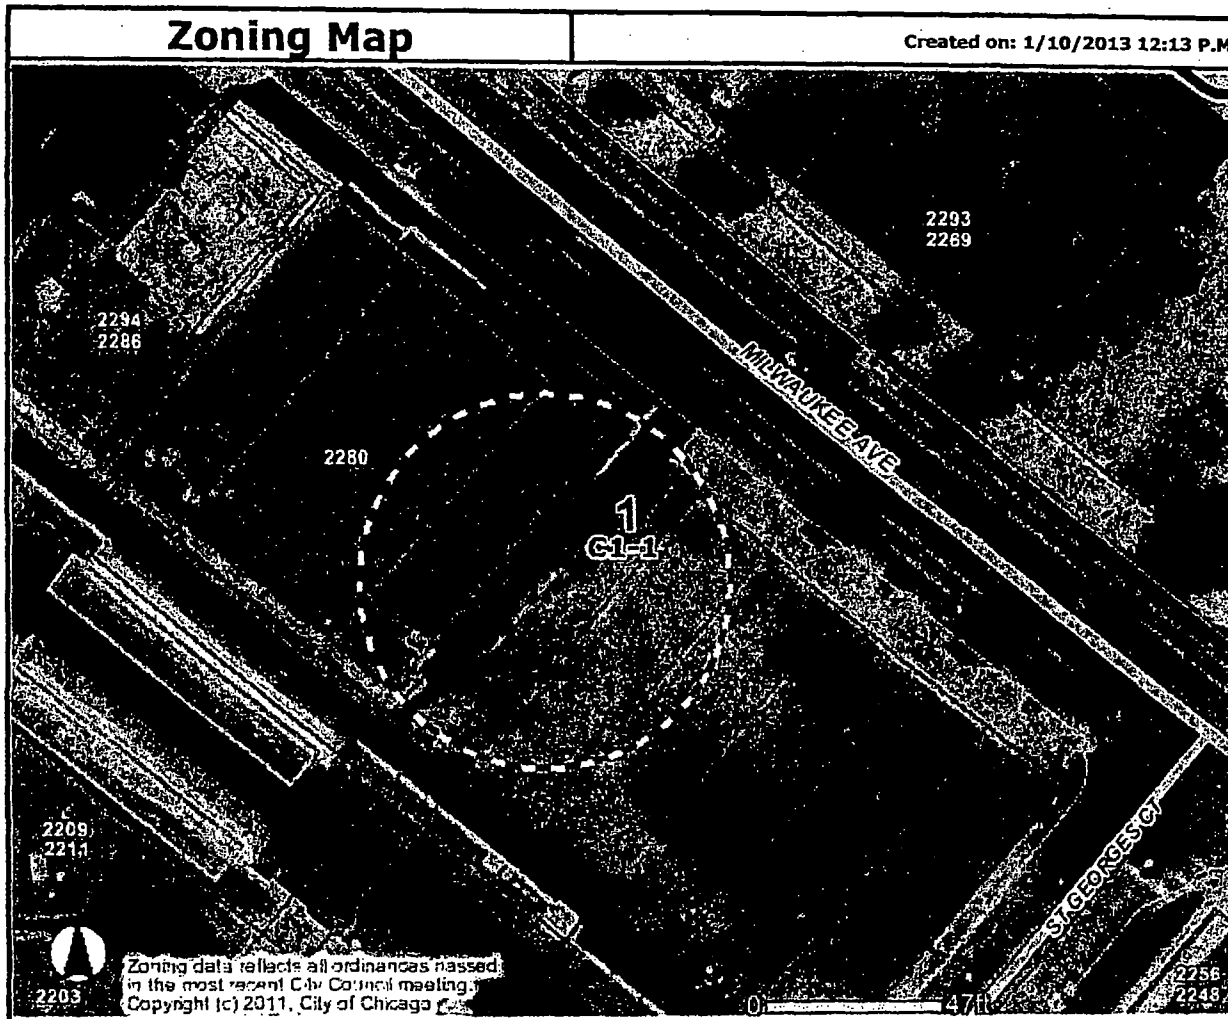 Zoning Map
Created on: 1/10/2013 12:13 P.M
2293
2269
2294
2286
MILWAUKEE AVE
2280
1
C1-1
2209
2211
ST GEORGES CT
Zoning data reflects all ordinances passed
in the most recent City Council meeting.
Copyright (c) 2011, City of Chicago
2203
0 47ft
2256
2248